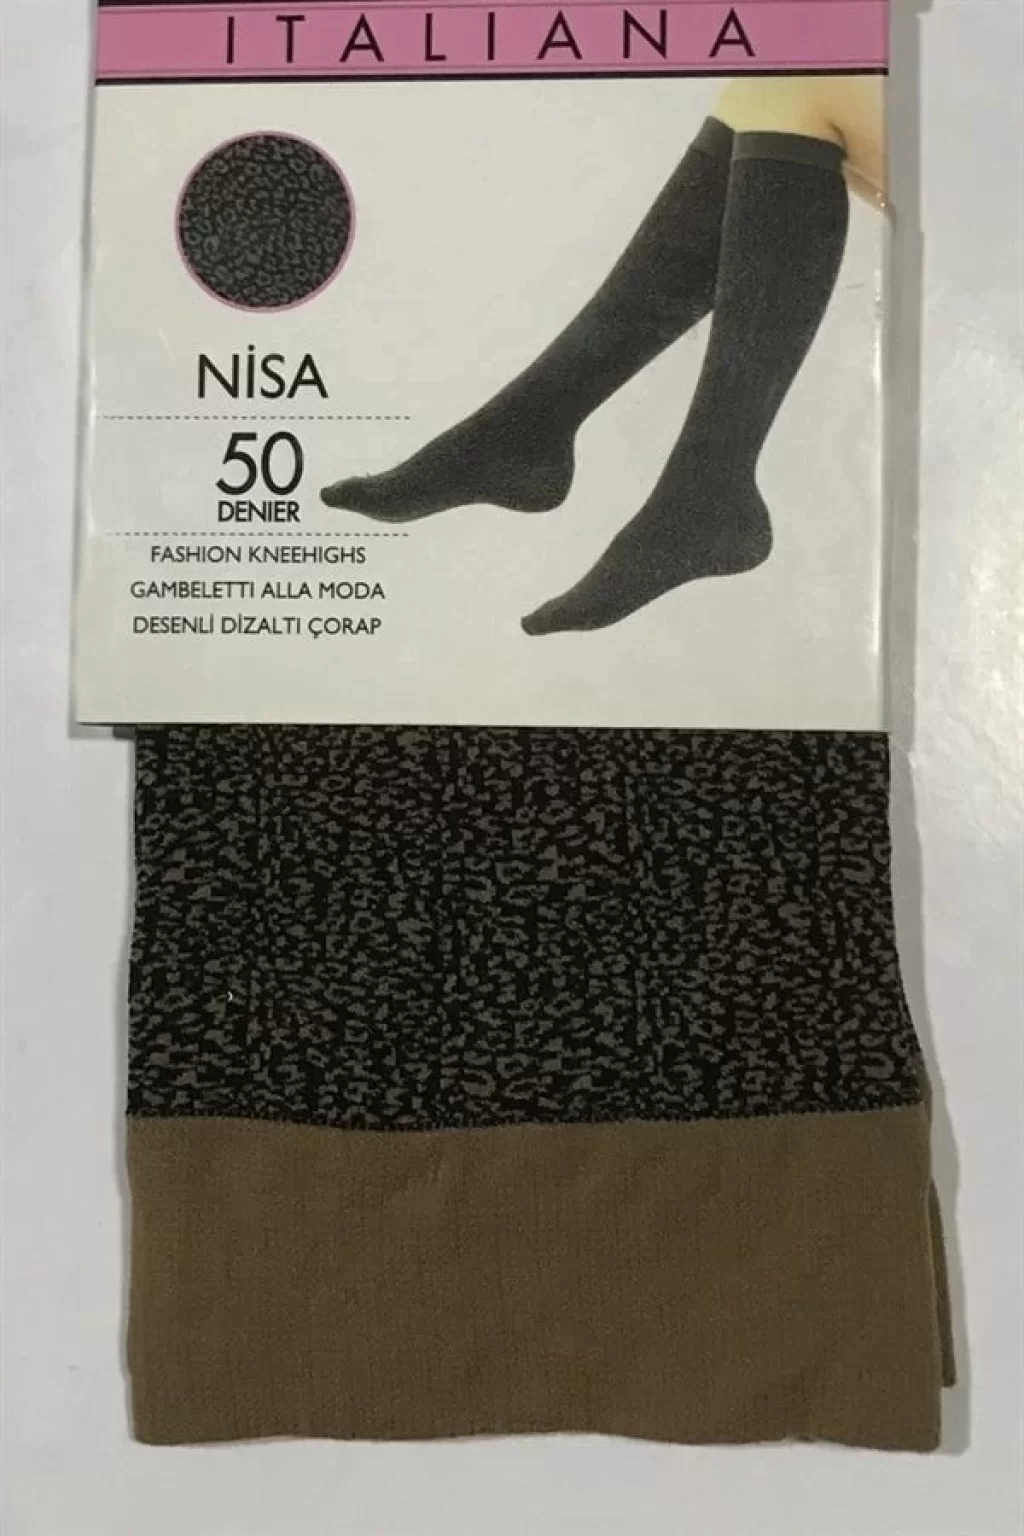 ITALIANA
NİSA
50
DENIER
FASHION KNEEHIGHS
GAMBELETTI ALLA MODA
DESENLİ DİZALTI ÇORAP